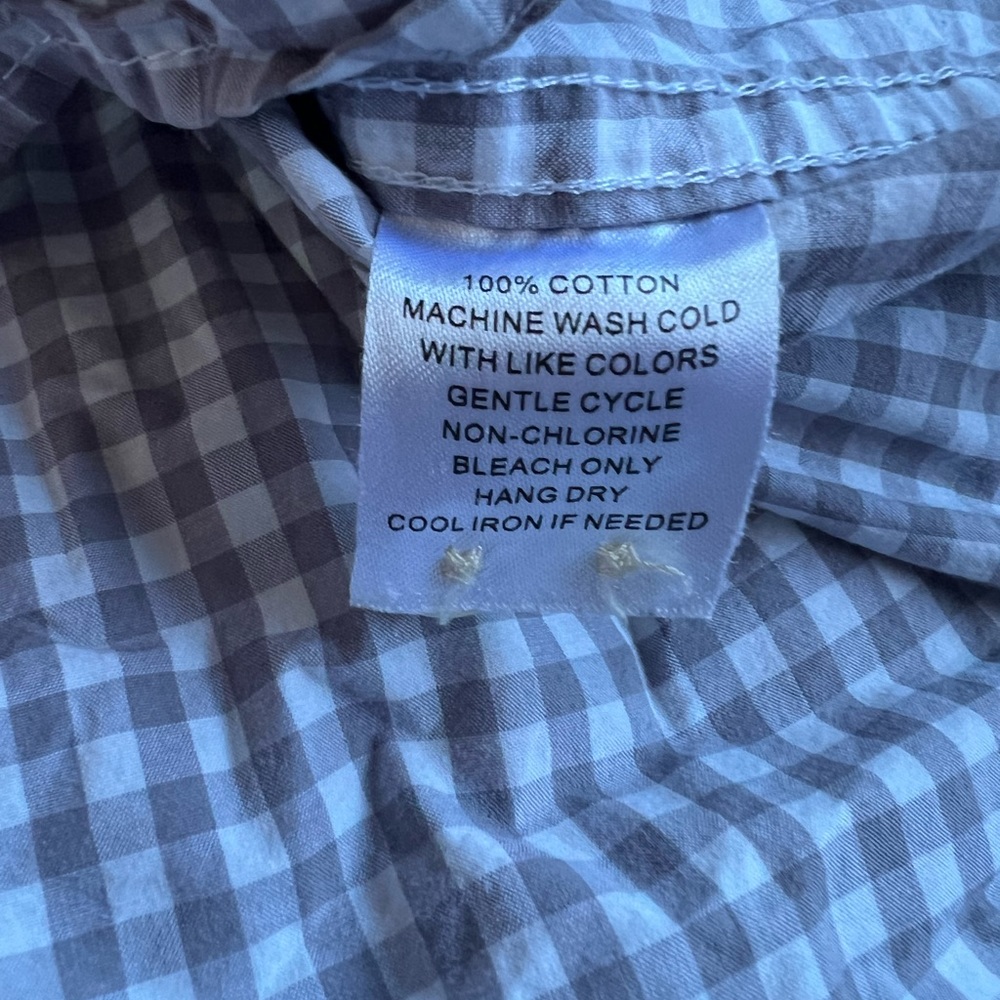 100% COTTON
MACHINE WASH COLD
WITH LIKE COLORS
GENTLE CYCLE
NON-CHLORINE
BLEACH ONLY
HANG DRY
COOL IRON IF NEEDED